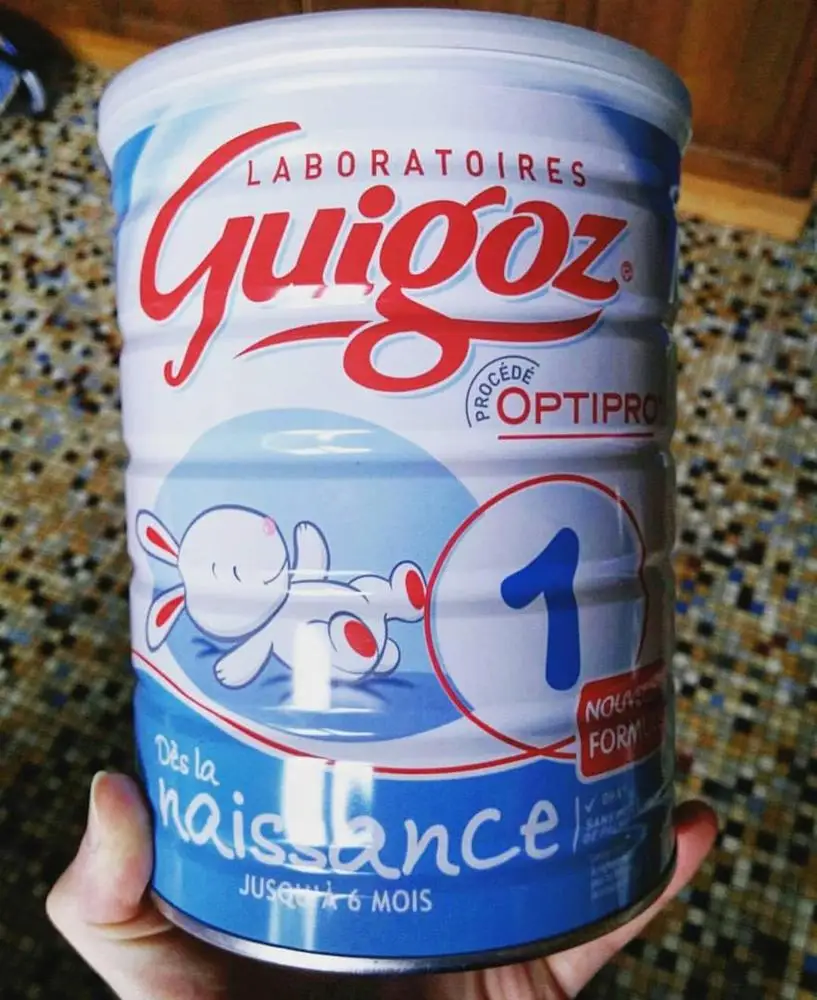 LABORATOIRES
Guigoz®
PROCÉDÉ
OPTIPRO
1
Dès la
naissance
JUSQU'À 6 MOIS